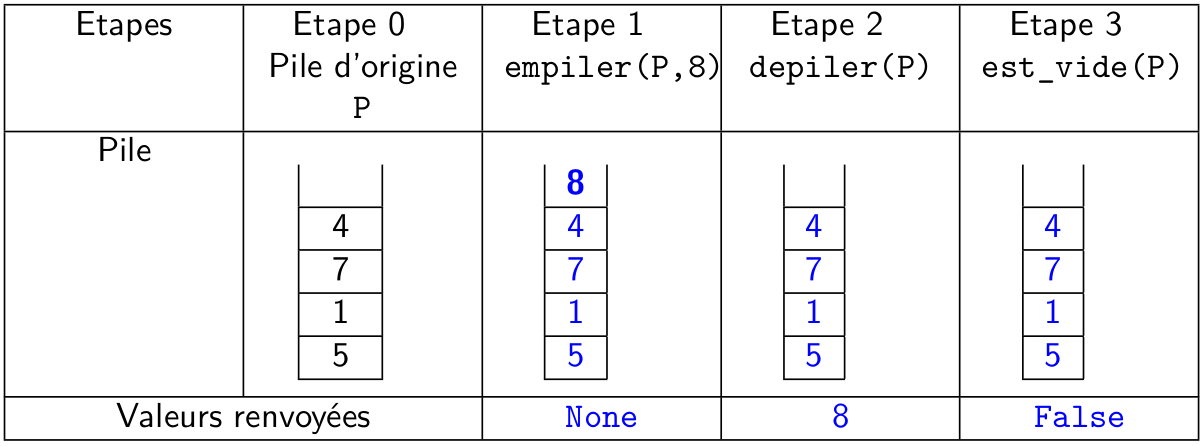 Etapes Etape 0 Etape 1 Etape 2 Etape 3
Pile d'origine empiler(P,8) depiler(P) est_vide(P)
P
Pile
8
4 4 4 4
7 7 7 7
1 1 1 1
5 5 5 5
Valeurs renvoyées None 8 False